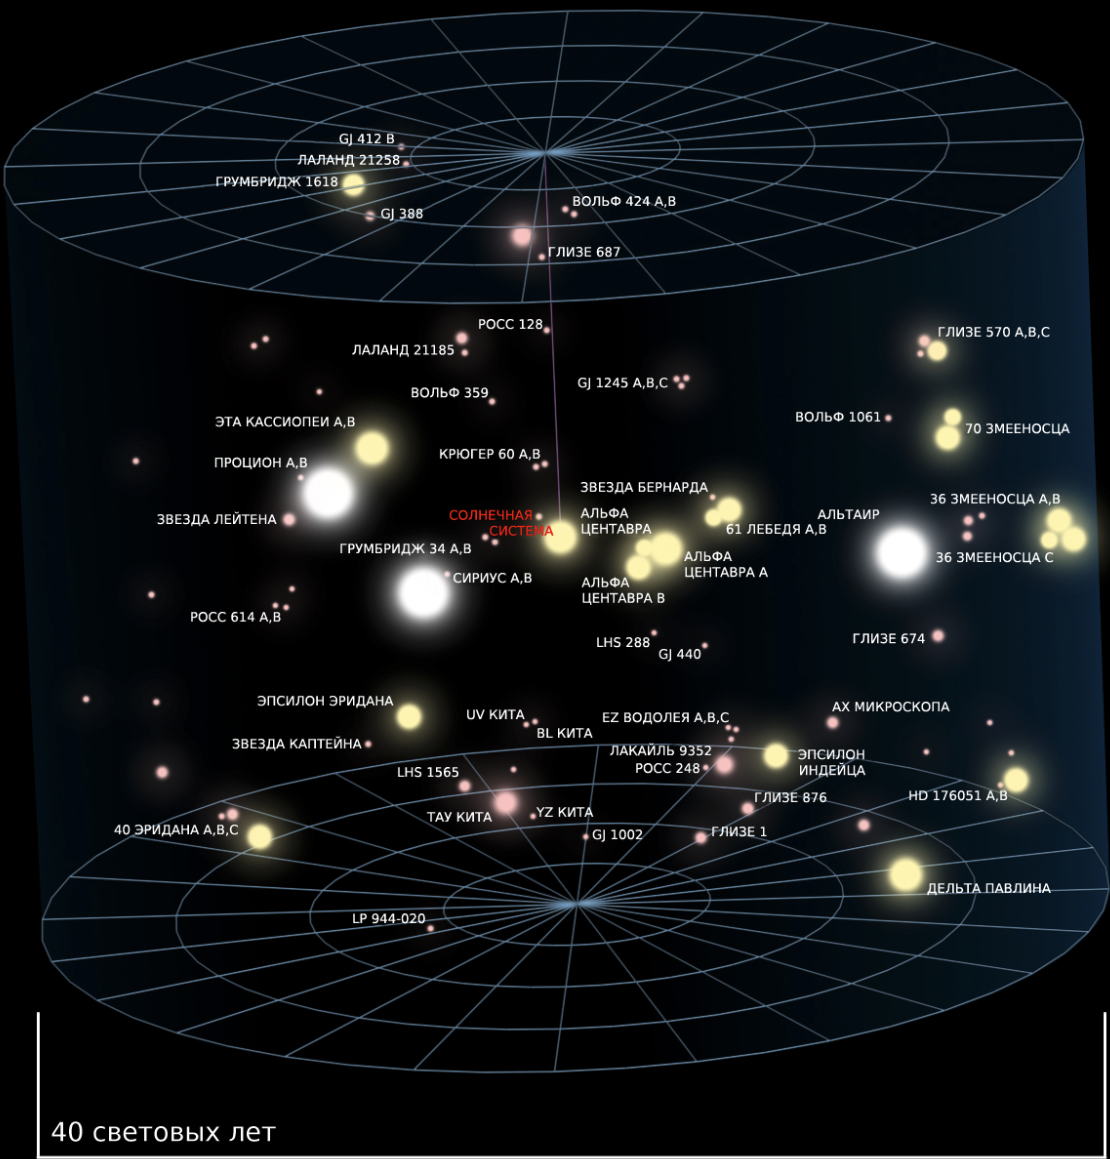 GJ 412 B
ЛАЛАНД 21258
ГРУМБРИДЖ 1618
GJ 388
ВОЛЬФ 424 A,B
ГЛИЗЕ 687
РОСС 128
ГЛИЗЕ 570 A,B,C
ЛАЛАНД 21185
GJ 1245 A,B,C
ВОЛЬФ 359
ЭТА КАССИОПЕИ A,B
ВОЛЬФ 1061
70 ЗМЕЕНОСЦА
КРЮГЕР 60 A,B
ПРОЦИОН A,B
ЗВЕЗДА БЕРНАРДА
36 ЗМЕЕНОСЦА A,B
ЗВЕЗДА ЛЕЙТЕНА
СОЛНЕЧНАЯ
СИСТЕМА
АЛЬФА
ЦЕНТАВРА
61 ЛЕБЕДЯ A,B
АЛЬТАИР
ГРУМБРИДЖ 34 A,B
АЛЬФА
ЦЕНТАВРА A
36 ЗМЕЕНОСЦА C
СИРИУС A,B
АЛЬФА
ЦЕНТАВРА B
РОСС 614 A,B
LHS 288
GJ 440
ГЛИЗЕ 674
ЭПСИЛОН ЭРИДАНА
UV КИТА
BL КИТА
EZ ВОДОЛЕЯ A,B,C
AX МИКРОСКОПА
ЗВЕЗДА КАПТЕЙНА
ЛАКАЙЛЬ 9352
РОСС 248
ЭПСИЛОН
ИНДЕЙЦА
LHS 1565
ГЛИЗЕ 876
HD 176051 A,B
ТАУ КИТА
YZ КИТА
40 ЭРИДАНА A,B,C
GJ 1002
ГЛИЗЕ 1
ДЕЛЬТА ПАВЛИНА
LP 944-020
40 световых лет